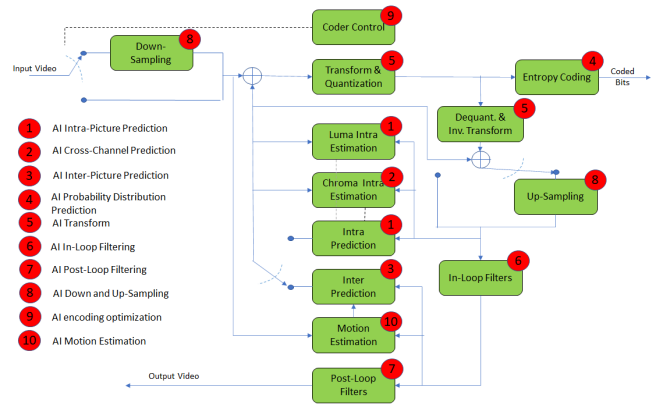 9
Coder Control
8
Down-
Sampling
Input Video
5
Transform &
Quantization
4
Entropy Coding
Coded
Bits
5
Dequant. &
Inv. Transform
1 AI Intra-Picture Prediction
2 AI Cross-Channel Prediction
3 AI Inter-Picture Prediction
4 AI Probability Distribution
Prediction
5 AI Transform
6 AI In-Loop Filtering
7 AI Post-Loop Filtering
8 AI Down and Up-Sampling
9 AI encoding optimization
10 AI Motion Estimation
1
Luma Intra
Estimation
2
Chroma Intra
Estimation
8
Up-Sampling
1
Intra
Prediction
3
Inter
Prediction
6
In-Loop Filters
10
Motion
Estimation
7
Post-Loop
Filters
Output Video